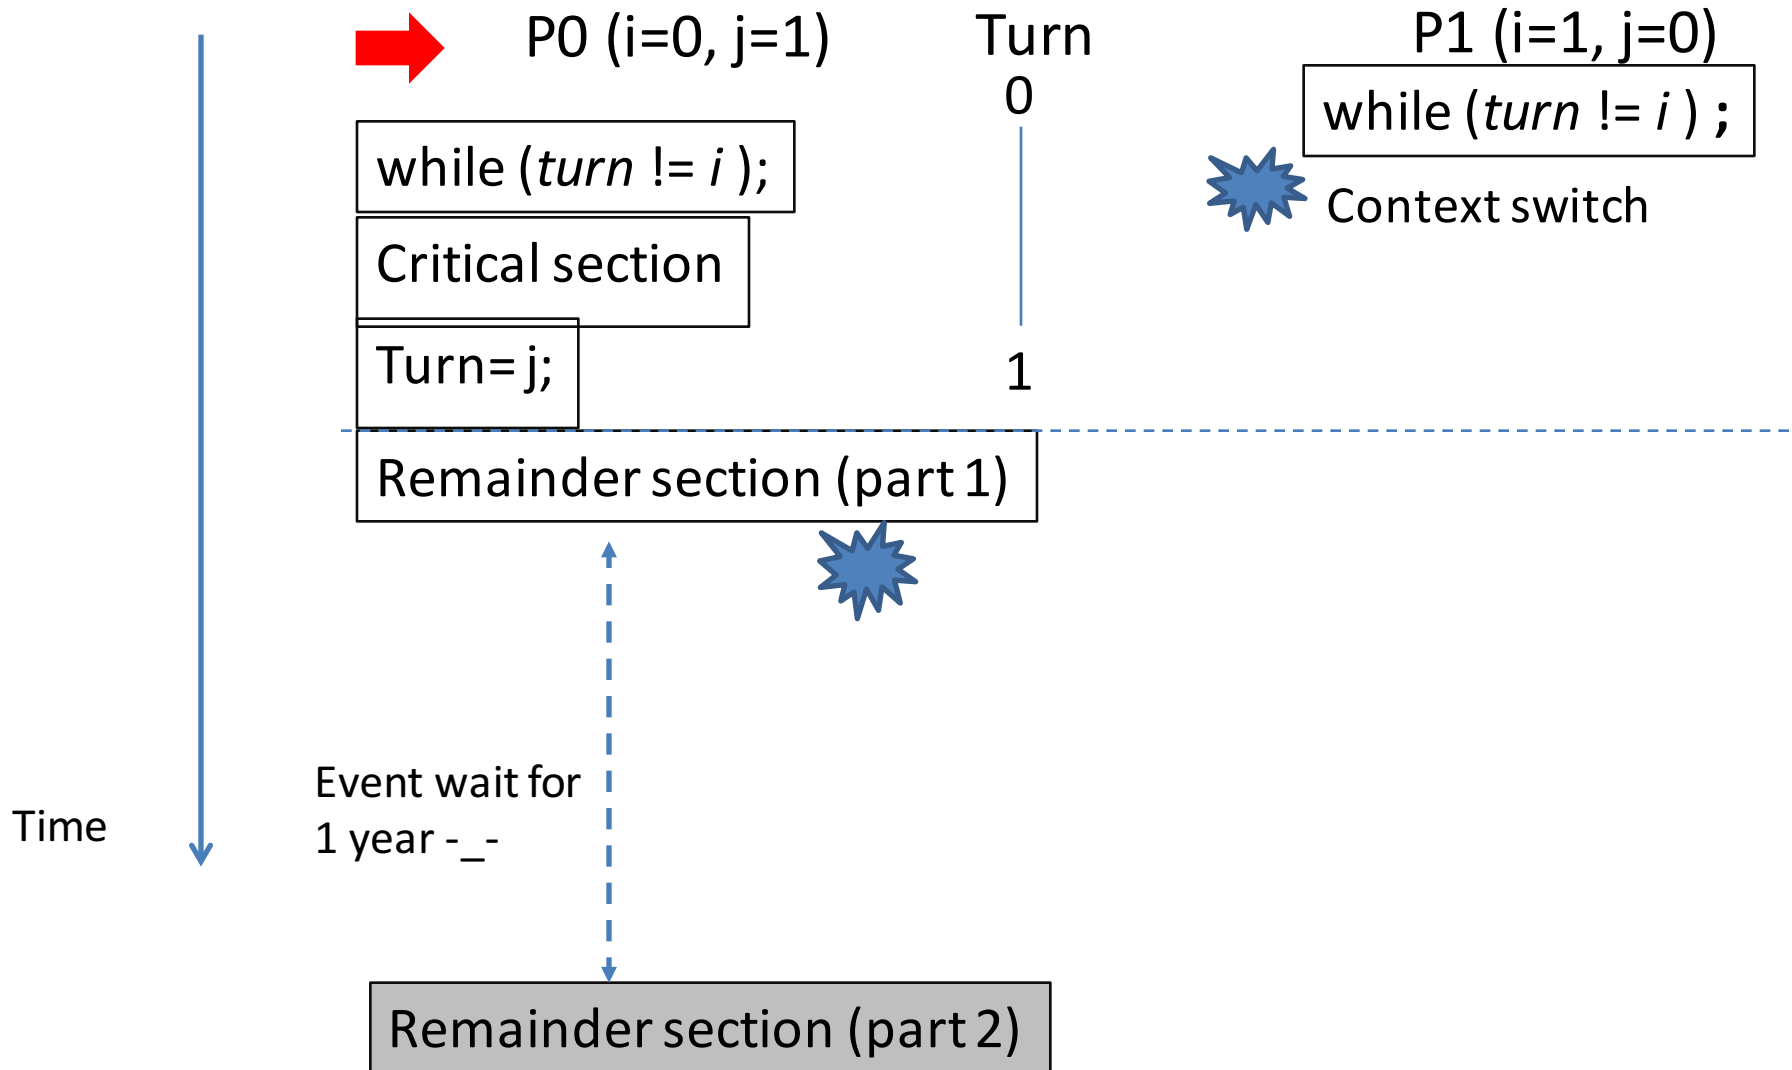 P0 (i=0, j=1)
Turn
P1 (i=1, j=0)
0
while (turn != i ) ;
while (turn != i );
Context switch
Critical section
Turn= j;
1
Remainder section (part 1)
Event wait for
1 year -_-
Time
Remainder section (part 2)